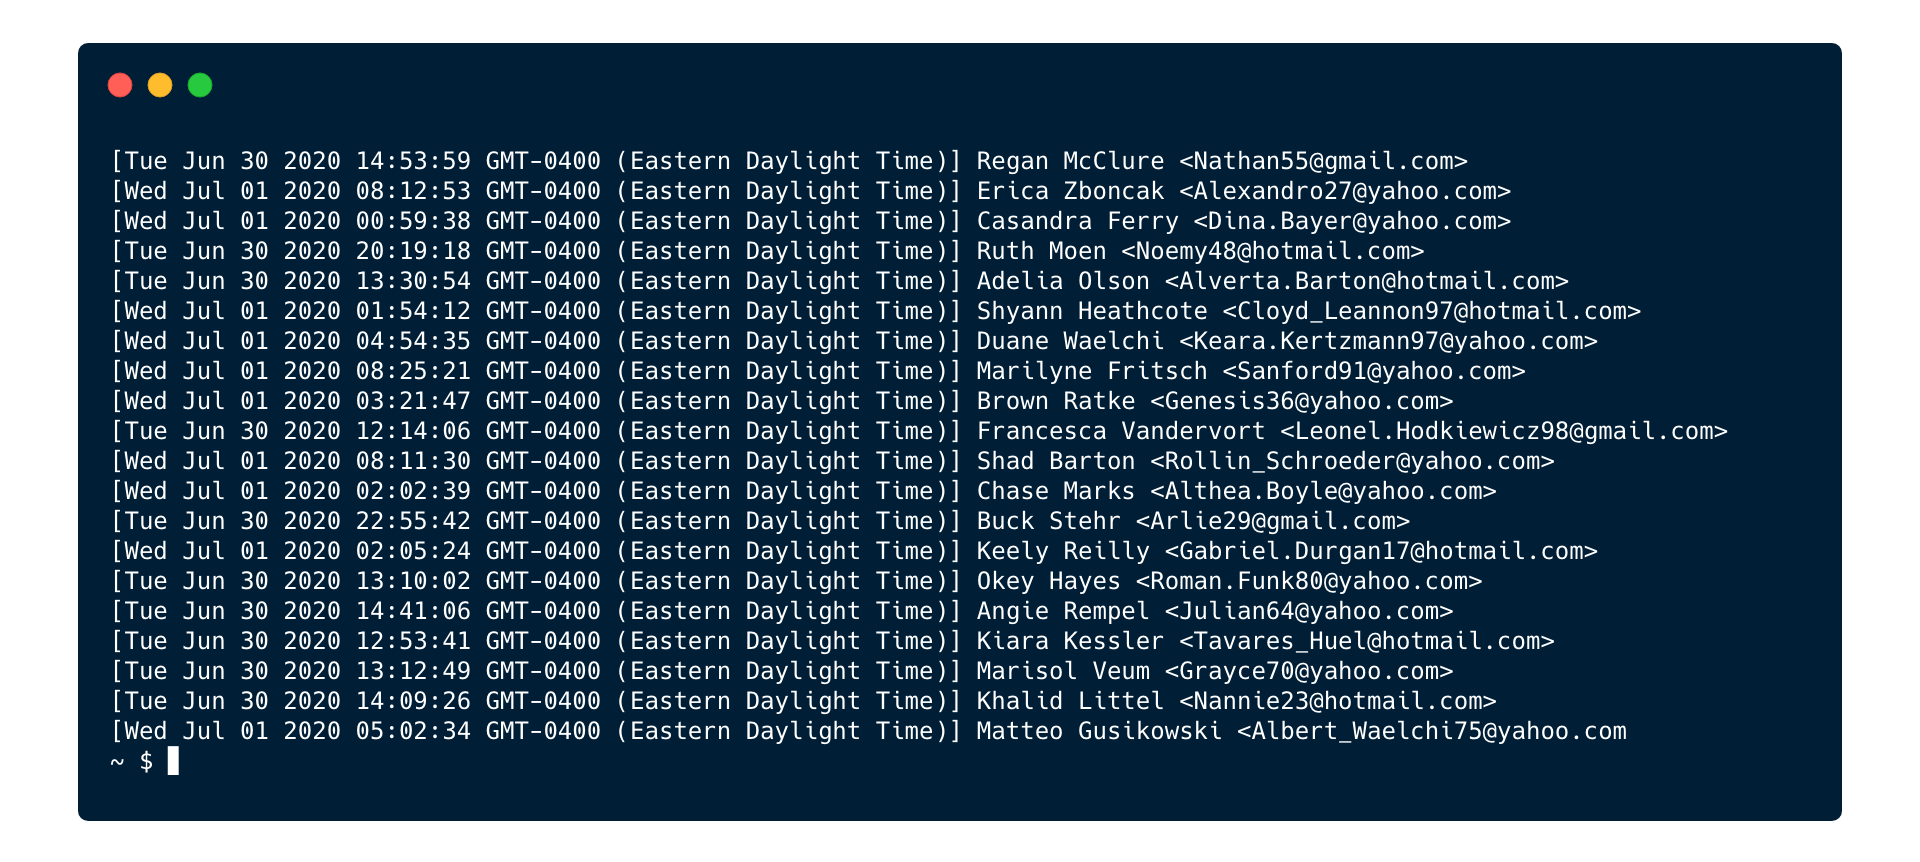 [Tue Jun 30 2020 14:53:59 GMT-0400 (Eastern Daylight Time)] Regan McClure <Nathan55@gmail.com>
[Wed Jul 01 2020 08:12:53 GMT-0400 (Eastern Daylight Time)] Erica Zboncak <Alexandro27@yahoo.com>
[Wed Jul 01 2020 00:59:38 GMT-0400 (Eastern Daylight Time)] Casandra Ferry <Dina.Bayer@yahoo.com>
[Tue Jun 30 2020 20:19:18 GMT-0400 (Eastern Daylight Time)] Ruth Moen <Noemy48@hotmail.com>
[Tue Jun 30 2020 13:30:54 GMT-0400 (Eastern Daylight Time)] Adelia Olson <Alverta.Barton@hotmail.com>
[Wed Jul 01 2020 01:54:12 GMT-0400 (Eastern Daylight Time)] Shyann Heathcote <Cloyd_Leannon97@hotmail.com>
[Wed Jul 01 2020 04:54:35 GMT-0400 (Eastern Daylight Time)] Duane Waelchi <Keara.Kertzmann97@yahoo.com>
[Wed Jul 01 2020 08:25:21 GMT-0400 (Eastern Daylight Time)] Marilyne Fritsch <Sanford91@yahoo.com>
[Wed Jul 01 2020 03:21:47 GMT-0400 (Eastern Daylight Time)] Brown Ratke <Genesis36@yahoo.com>
[Tue Jun 30 2020 12:14:06 GMT-0400 (Eastern Daylight Time)] Francesca Vandervort <Leonel.Hodkiewicz98@gmail.com>
[Wed Jul 01 2020 08:11:30 GMT-0400 (Eastern Daylight Time)] Shad Barton <Rollin_Schroeder@yahoo.com>
[Wed Jul 01 2020 02:02:39 GMT-0400 (Eastern Daylight Time)] Chase Marks <Althea.Boyle@yahoo.com>
[Tue Jun 30 2020 22:55:42 GMT-0400 (Eastern Daylight Time)] Buck Stehr <Arlie29@gmail.com>
[Wed Jul 01 2020 02:05:24 GMT-0400 (Eastern Daylight Time)] Keely Reilly <Gabriel.Durgan17@hotmail.com>
[Tue Jun 30 2020 13:10:02 GMT-0400 (Eastern Daylight Time)] Okey Hayes <Roman.Funk80@yahoo.com>
[Tue Jun 30 2020 14:41:06 GMT-0400 (Eastern Daylight Time)] Angie Rempel <Julian64@yahoo.com>
[Tue Jun 30 2020 12:53:41 GMT-0400 (Eastern Daylight Time)] Kiara Kessler <Tavares_Huel@hotmail.com>
[Tue Jun 30 2020 13:12:49 GMT-0400 (Eastern Daylight Time)] Marisol Veum <Grayce70@yahoo.com>
[Tue Jun 30 2020 14:09:26 GMT-0400 (Eastern Daylight Time)] Khalid Littel <Nannie23@hotmail.com>
[Wed Jul 01 2020 05:02:34 GMT-0400 (Eastern Daylight Time)] Matteo Gusikowski <Albert_Waelchi75@yahoo.com
~ $